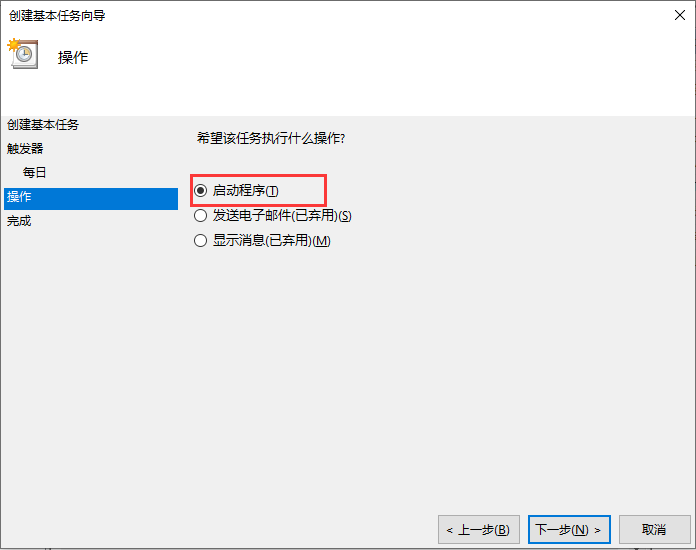 创建基本任务向导
操作
创建基本任务
触发器
每日
操作
完成
希望该任务执行什么操作?
启动程序(T)
发送电子邮件(已弃用)(S)
显示消息(已弃用)(M)
< 上一步(B)
下一步(N) >
取消